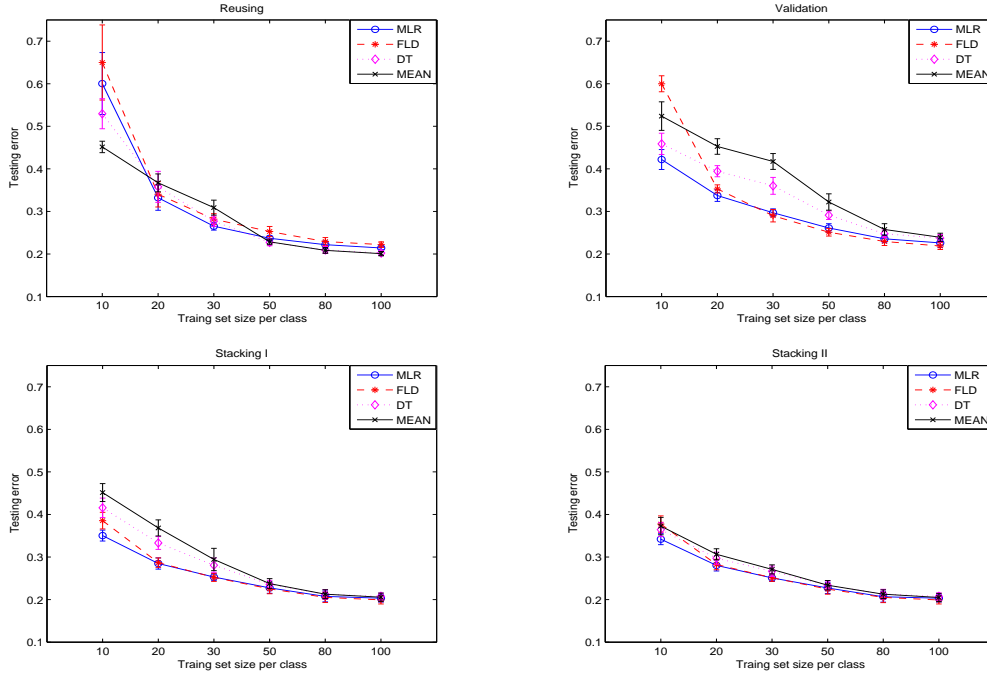 Reusing
0.7
0.6
0.5
0.4
0.3
0.2
0.1
Testing error
10 20 30 50 80 100
Traing set size per class
MLR
FLD
DT
MEAN
Validation
0.7
0.6
0.5
0.4
0.3
0.2
0.1
Testing error
10 20 30 50 80 100
Traing set size per class
MLR
FLD
DT
MEAN
Stacking I
0.7
0.6
0.5
0.4
0.3
0.2
0.1
Testing error
10 20 30 50 80 100
Traing set size per class
MLR
FLD
DT
MEAN
Stacking II
0.7
0.6
0.5
0.4
0.3
0.2
0.1
Testing error
10 20 30 50 80 100
Traing set size per class
MLR
FLD
DT
MEAN